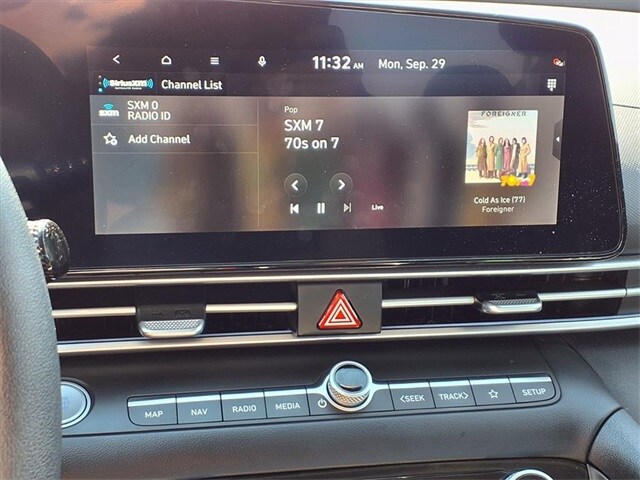 11:32 AM Mon, Sep. 29
((SiriusXM)) Channel List
SXM 0
sxm RADIO ID
Add Channel
Pop
SXM 7
70s on 7
Live
FOREIGNER
Cold As Ice (77)
Foreigner
MAP NAV RADIO MEDIA <SEEK TRACK> SETUP